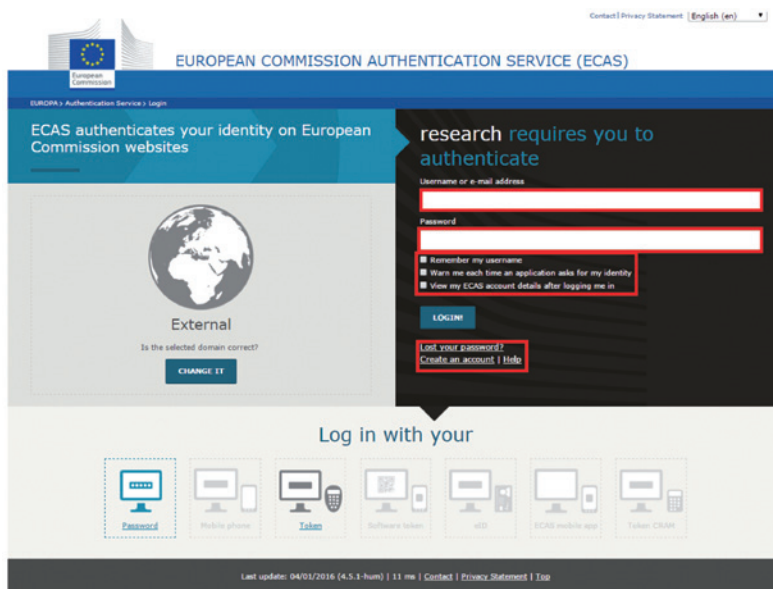 Contact | Privacy Statement English (en)
European
Commission
EUROPEAN COMMISSION AUTHENTICATION SERVICE (ECAS)
EUROPA > Authentication Service > Login
ECAS authenticates your identity on European
Commission websites
External
Is the selected domain correct?
CHANGE IT
research requires you to
authenticate
Username or e-mail address
Password
Remember my username
Warn me each time an application asks for my identity
View my ECAS account details after logging me in
LOGIN!
Lost your password?
Create an account | Help
Log in with your
Password
Mobile phone
Token
Software token
eID
ECAS mobile app
Token CRAM
Last update: 04/01/2016 (4.5.1-hum) | 11 ms | Contact | Privacy Statement | Top